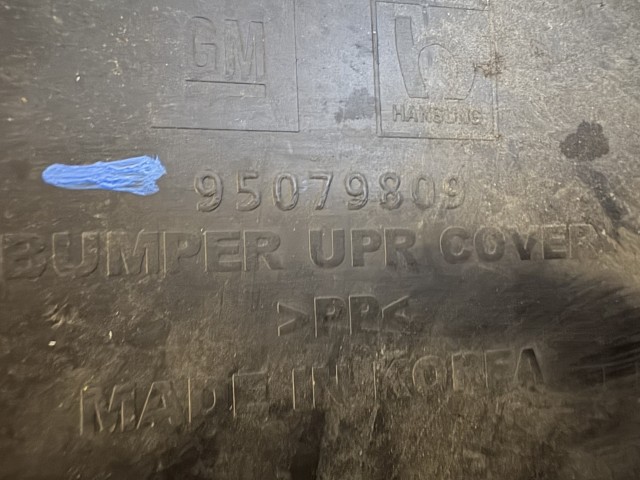 GM
HANSUNG
95079809
BUMPER UPR COVER
>PP<
MADE IN KOREA